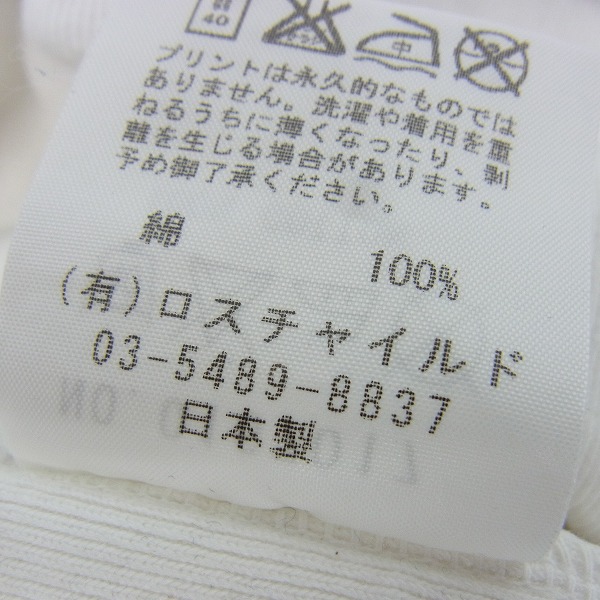 40
中
プリントは永久的なものでは
ありません。洗濯や着用を重
ねるうちに薄くなったり、剥
離を生じる場合があります。
予め御了承ください。
綿 100%
(有)ロスチャイルド
03-5489-8837
日本製